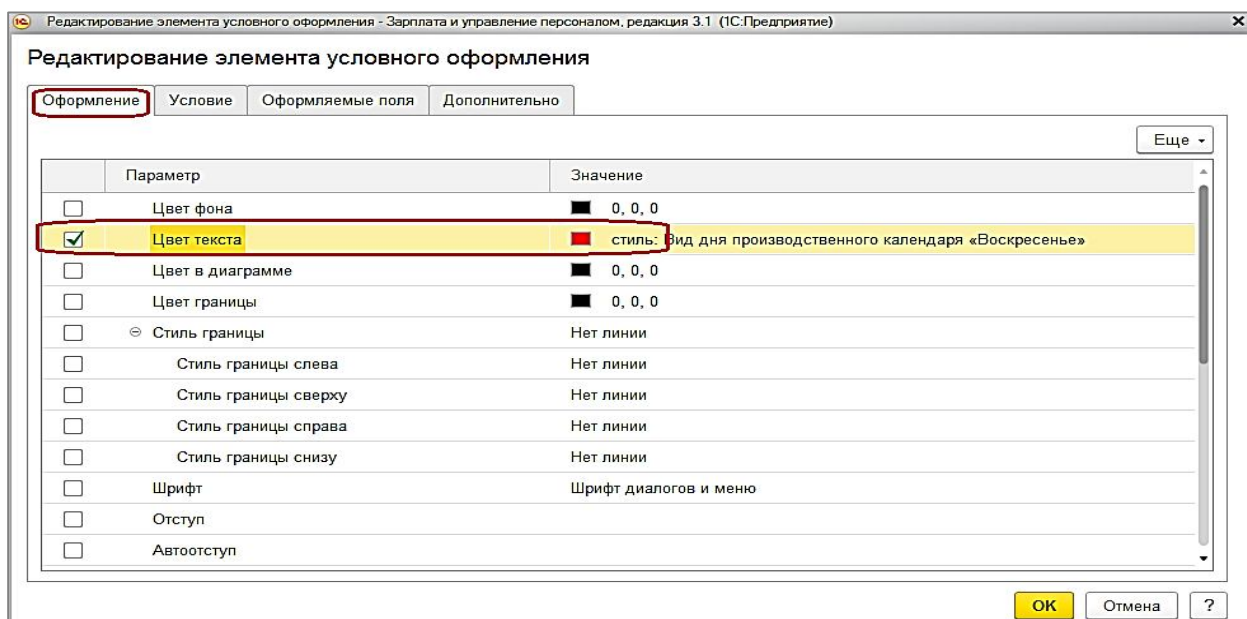 Редактирование элемента условного оформления - Зарплата и управление персоналом, редакция 3.1 (1С:Предприятие)
Редактирование элемента условного оформления
Оформление Условие Оформляемые поля Дополнительно
Еще
Параметр Значение
Цвет фона 0, 0, 0
Цвет текста стиль: Вид дня производственного календаря «Воскресенье»
Цвет в диаграмме 0, 0, 0
Цвет границы 0, 0, 0
Стиль границы Нет линии
Стиль границы слева Нет линии
Стиль границы сверху Нет линии
Стиль границы справа Нет линии
Стиль границы снизу Нет линии
Шрифт Шрифт диалогов и меню
Отступ
Автоотступ
ОК Отмена ?